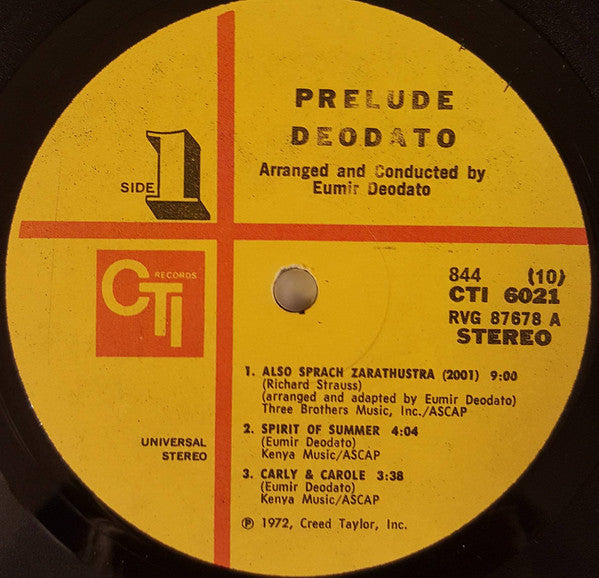 PRELUDE
DEODATO
Arranged and Conducted by
Eumir Deodato
SIDE 1
CTI RECORDS
844 (10)
CTI 6021
RVG 87678 A
STEREO
1. ALSO SPRACH ZARATHUSTRA (2001) 9:00
(Richard Strauss)
(arranged and adapted by Eumir Deodato)
Three Brothers Music, Inc./ASCAP
2. SPIRIT OF SUMMER 4:04
(Eumir Deodato)
Kenya Music/ASCAP
3. CARLY & CAROLE 3:38
(Eumir Deodato)
Kenya Music/ASCAP
UNIVERSAL
STEREO
℗ 1972, Creed Taylor, Inc.